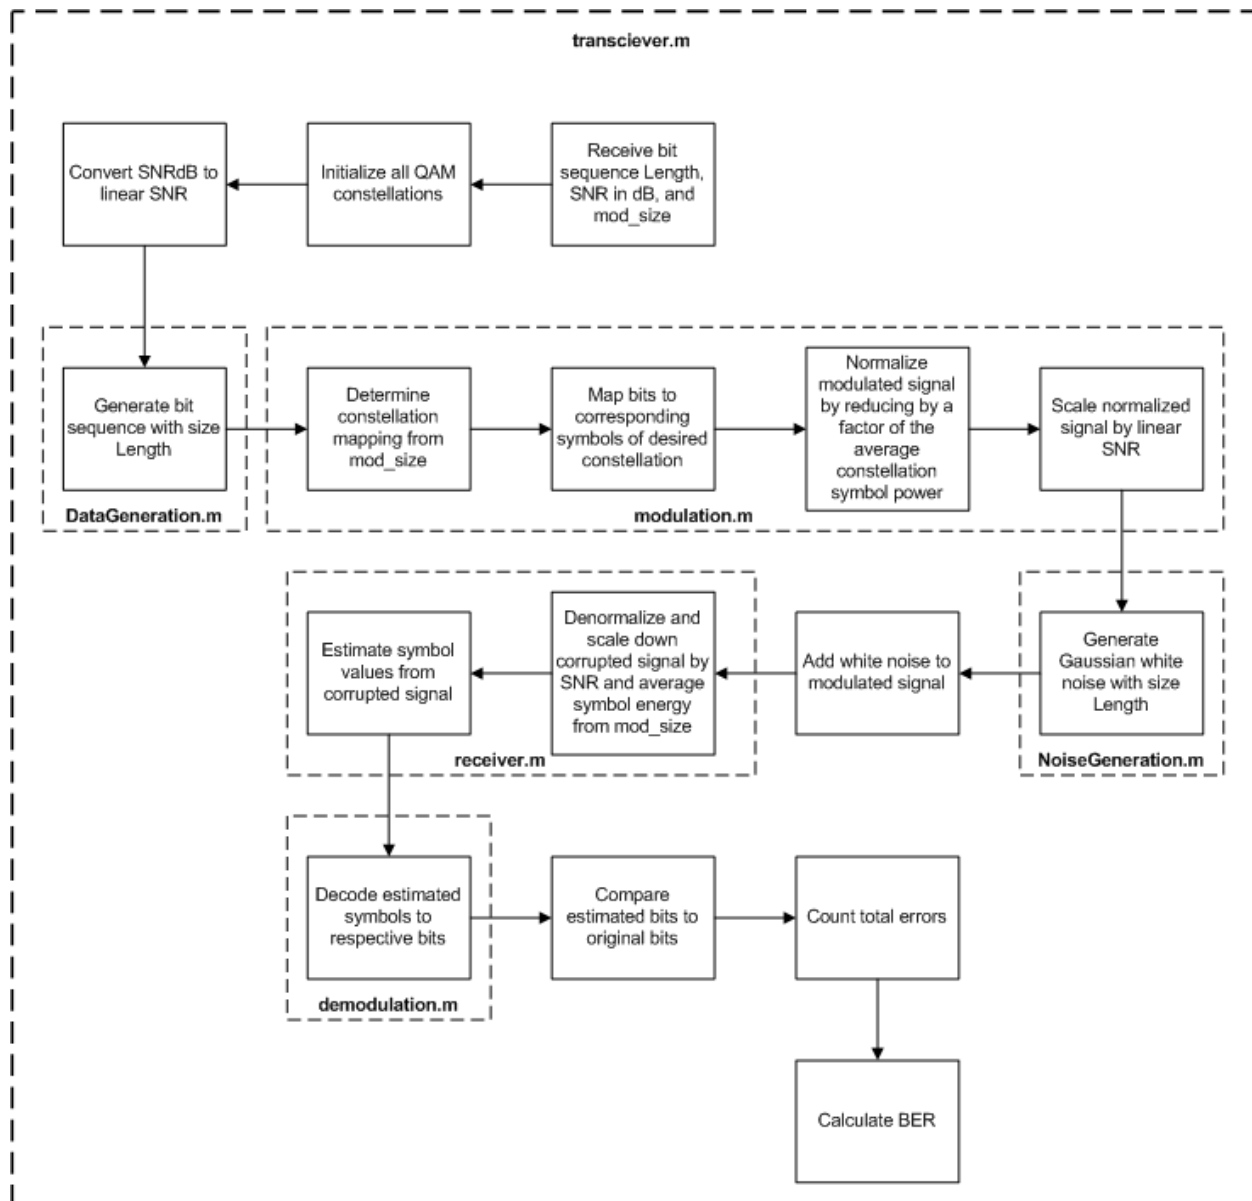 transciever.m
Convert SNRdB to
linear SNR
Initialize all QAM
constellations
Receive bit
sequence Length,
SNR in dB, and
mod_size
Generate bit
sequence with size
Length
DataGeneration.m
Determine
constellation
mapping from
mod_size
Map bits to
corresponding
symbols of desired
constellation
Normalize
modulated signal
by reducing by a
factor of the
average
constellation
symbol power
Scale normalized
signal by linear
SNR
modulation.m
Estimate symbol
values from
corrupted signal
Denormalize and
scale down
corrupted signal by
SNR and average
symbol energy
from mod_size
receiver.m
Add white noise to
modulated signal
Generate
Gaussian white
noise with size
Length
NoiseGeneration.m
Decode estimated
symbols to
respective bits
demodulation.m
Compare
estimated bits to
original bits
Count total errors
Calculate BER